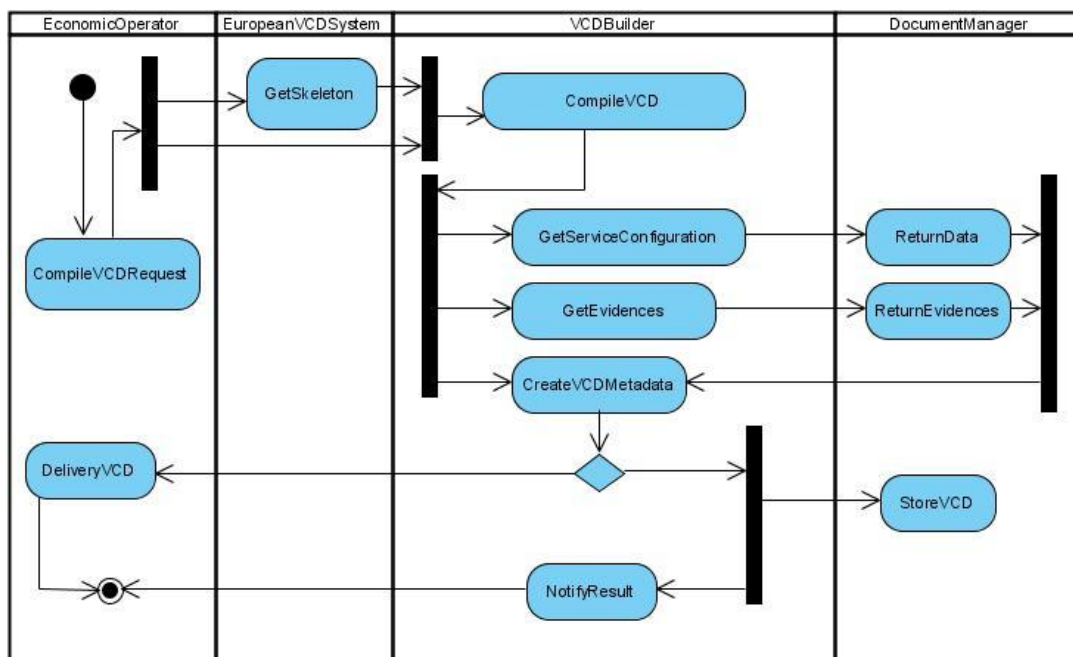 EconomicOperator
EuropeanVCDSystem
VCDBuilder
DocumentManager
GetSkeleton
CompileVCD
CompileVCDRequest
GetServiceConfiguration
ReturnData
GetEvidences
ReturnEvidences
CreateVCDMetadata
DeliveryVCD
StoreVCD
NotifyResult